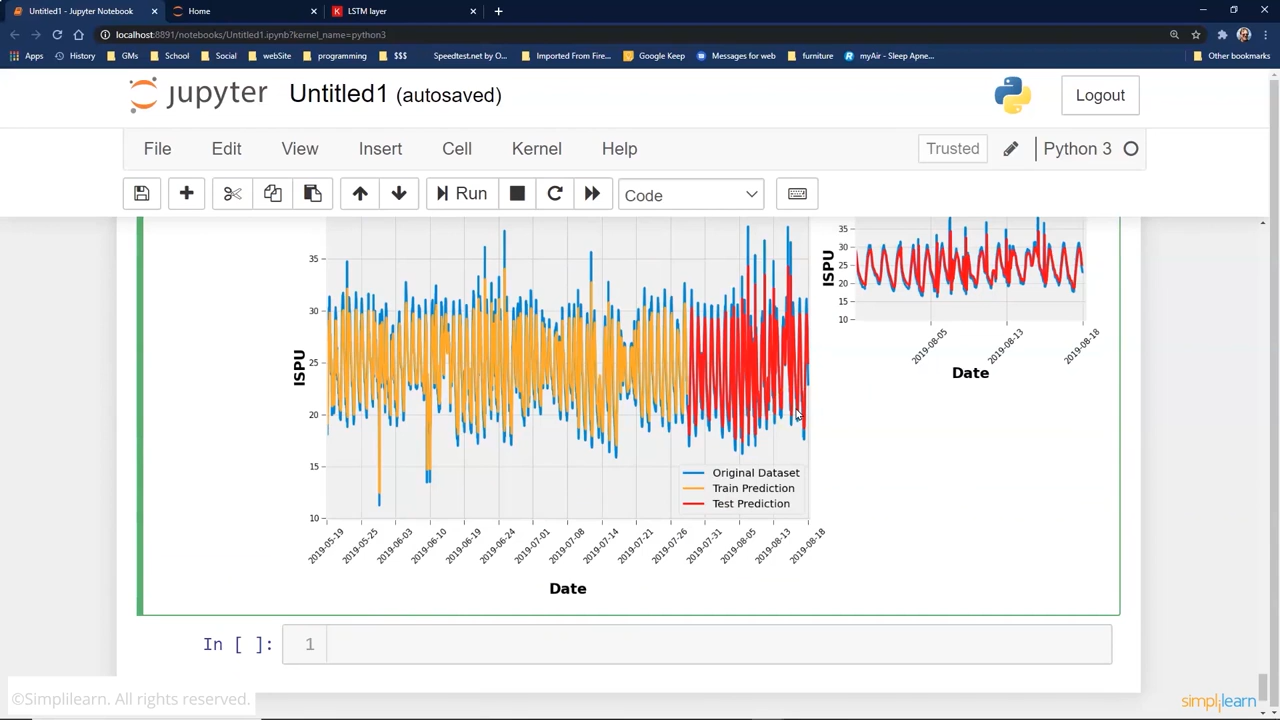 Untitled1 - Jupyter Notebook
Home
LSTM layer
localhost:8891/notebooks/Untitled1.ipynb?kernel_name=python3
Apps History GMs School Social webSite programming $$$ Speedtest.net by O... Imported From Fire... Google Keep Messages for web furniture myAir - Sleep Apne... Other bookmarks
jupyter Untitled1 (autosaved)
Logout
File Edit View Insert Cell Kernel Help
Trusted
Python 3
Run
Code
35
30
25
20
15
10
ISPU
Original Dataset
Train Prediction
Test Prediction
2019-05-19
2019-05-25
2019-06-03
2019-06-10
2019-06-19
2019-06-24
2019-07-01
2019-07-08
2019-07-14
2019-07-21
2019-07-26
2019-07-31
2019-08-05
2019-08-13
2019-08-18
Date
35
30
25
20
15
10
ISPU
2019-08-05
2019-08-13
2019-08-18
Date
In [ ]:
1
©Simplilearn. All rights reserved.
simplilearn